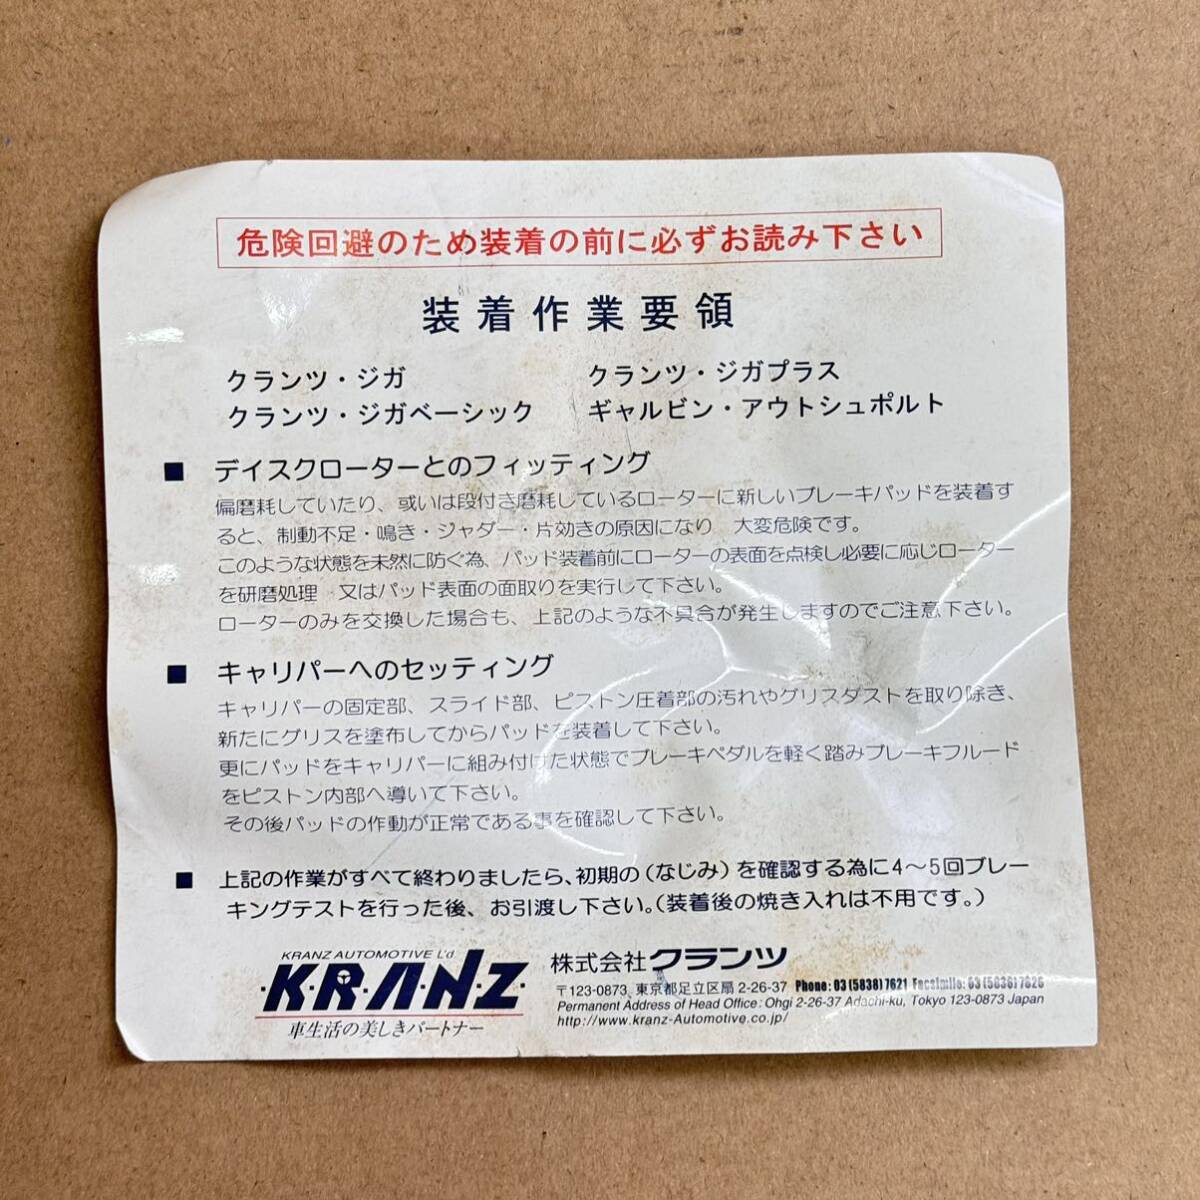 危険回避のため装着の前に必ずお読み下さい
装着作業要領
クランツ・ジガ クランツ・ジガプラス
クランツ・ジガベーシック ギャルビン・アウトシュポルト
■ デイスクローターとのフィッティング
偏磨耗していたり、或いは段付き磨耗しているローターに新しいブレーキパッドを装着す
ると、制動不足・鳴き・ジャダー・片効きの原因になり 大変危険です。
このような状態を未然に防ぐ為、パッド装着前にローターの表面を点検し必要に応じローター
を研磨処理 又はパッド表面の面取りを実行して下さい。
ローターのみを交換した場合も、上記のような不具合が発生しますのでご注意下さい。
■ キャリパーへのセッティング
キャリパーの固定部、スライド部、ピストン圧着部の汚れやグリスダストを取り除き、
新たにグリスを塗布してからパッドを装着して下さい。
更にパッドをキャリパーに組み付けた状態でブレーキペダルを軽く踏みブレーキフルード
をピストン内部へ導いて下さい。
その後パッドの作動が正常である事を確認して下さい。
■ 上記の作業がすべて終わりましたら、初期の(なじみ)を確認する為に4〜5回ブレー
キングテストを行った後、お引渡し下さい。(装着後の焼き入れは不用です。)
KRANZ AUTOMOTIVE L'd
・K・R・A・N・Z・
車生活の美しきパートナー
株式会社クランツ
〒123-0873 東京都足立区扇 2-26-37 Phone: 03(5838)7621 Facsimile: 03(5838)7626
Permanent Address of Head Office: Ohgi 2-26-37 Adachi-ku, Tokyo 123-0873 Japan
http://www.kranz-Automotive.co.jp/